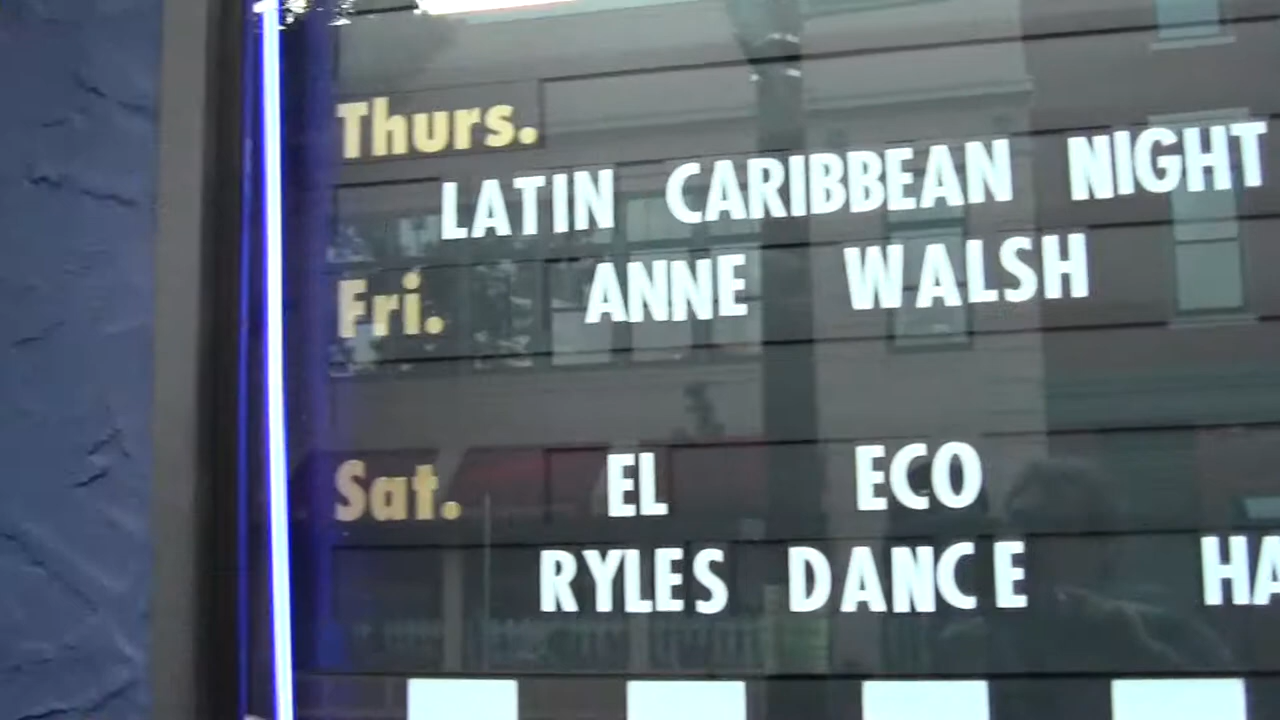 Thurs.
LATIN CARIBBEAN NIGHT
Fri. ANNE WALSH
Sat. EL ECO
RYLES DANCE